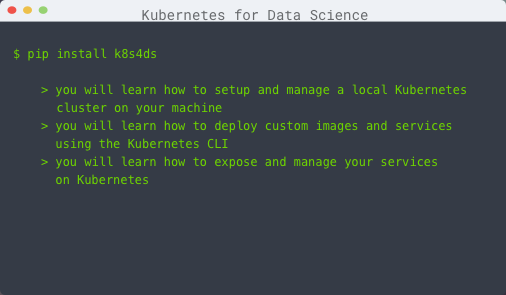 Kubernetes for Data Science
$ pip install k8s4ds
> you will learn how to setup and manage a local Kubernetes
cluster on your machine
> you will learn how to deploy custom images and services
using the Kubernetes CLI
> you will learn how to expose and manage your services
on Kubernetes